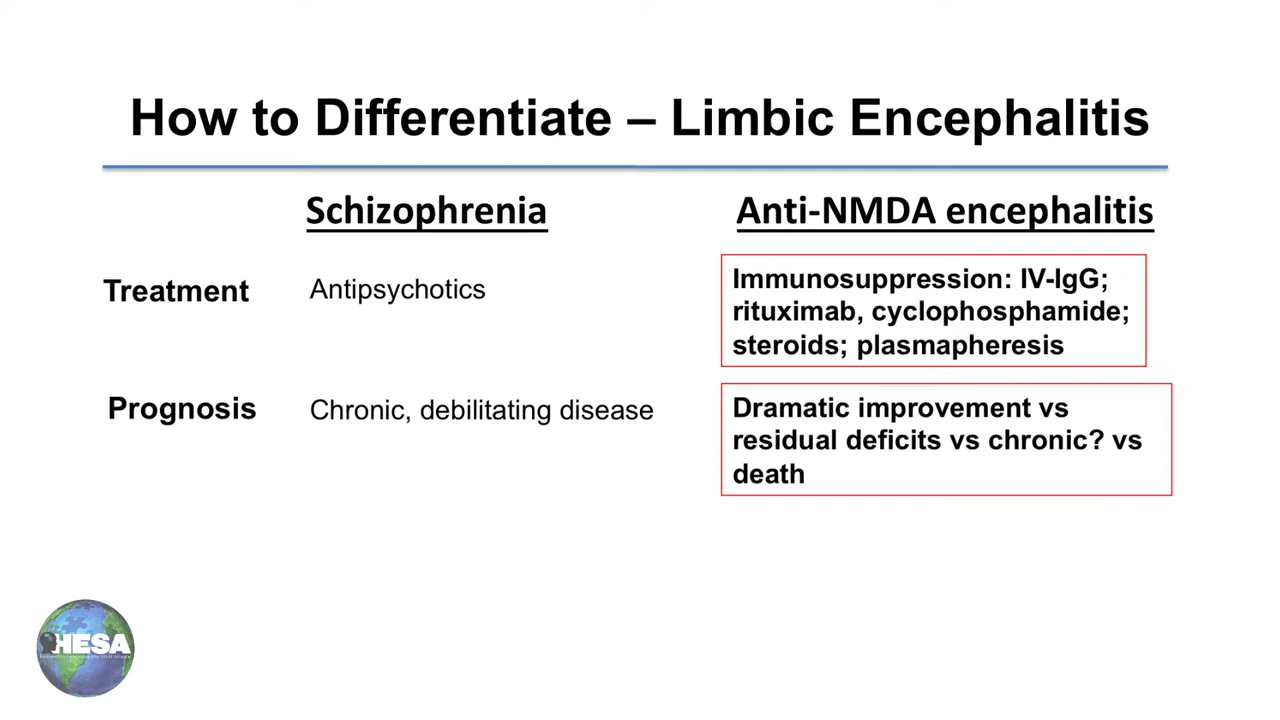 How to Differentiate – Limbic Encephalitis
Schizophrenia
Anti-NMDA encephalitis
Treatment
Antipsychotics
Immunosuppression: IV-IgG;
rituximab, cyclophosphamide;
steroids; plasmapheresis
Prognosis
Chronic, debilitating disease
Dramatic improvement vs
residual deficits vs chronic? vs
death
HESA